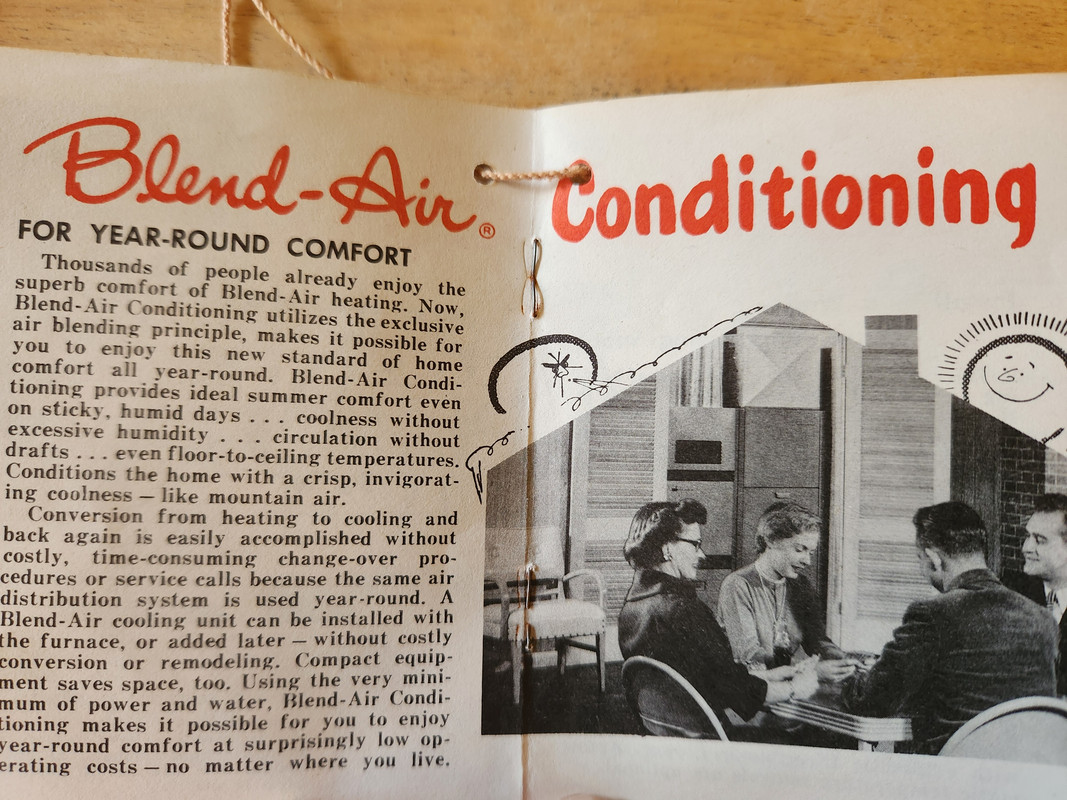 Blend-Air® Conditioning
FOR YEAR-ROUND COMFORT
Thousands of people already enjoy the
superb comfort of Blend-Air heating. Now,
Blend-Air Conditioning utilizes the exclusive
air blending principle, makes it possible for
you to enjoy this new standard of home
comfort all year-round. Blend-Air Condi-
tioning provides ideal summer comfort even
on sticky, humid days . . . coolness without
excessive humidity . . . circulation without
drafts . . . even floor-to-ceiling temperatures.
Conditions the home with a crisp, invigorat-
ing coolness — like mountain air.
Conversion from heating to cooling and
back again is easily accomplished without
costly, time-consuming change-over pro-
cedures or service calls because the same air
distribution system is used year-round. A
Blend-Air cooling unit can be installed with
the furnace, or added later — without costly
conversion or remodeling. Compact equip-
ment saves space, too. Using the very mini-
mum of power and water, Blend-Air Condi-
tioning makes it possible for you to enjoy
year-round comfort at surprisingly low op-
erating costs — no matter where you live.